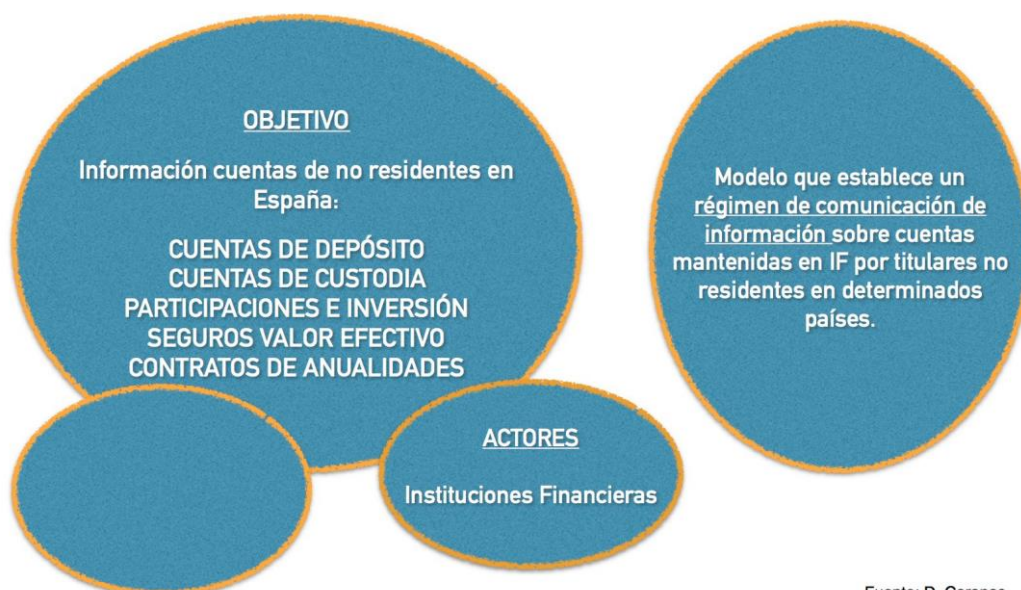 OBJETIVO
Información cuentas de no residentes en
España:
CUENTAS DE DEPÓSITO
CUENTAS DE CUSTODIA
PARTICIPACIONES E INVERSIÓN
SEGUROS VALOR EFECTIVO
CONTRATOS DE ANUALIDADES
ACTORES
Instituciones Financieras
Modelo que establece un
régimen de comunicación de
información sobre cuentas
mantenidas en IF por titulares no
residentes en determinados
países.